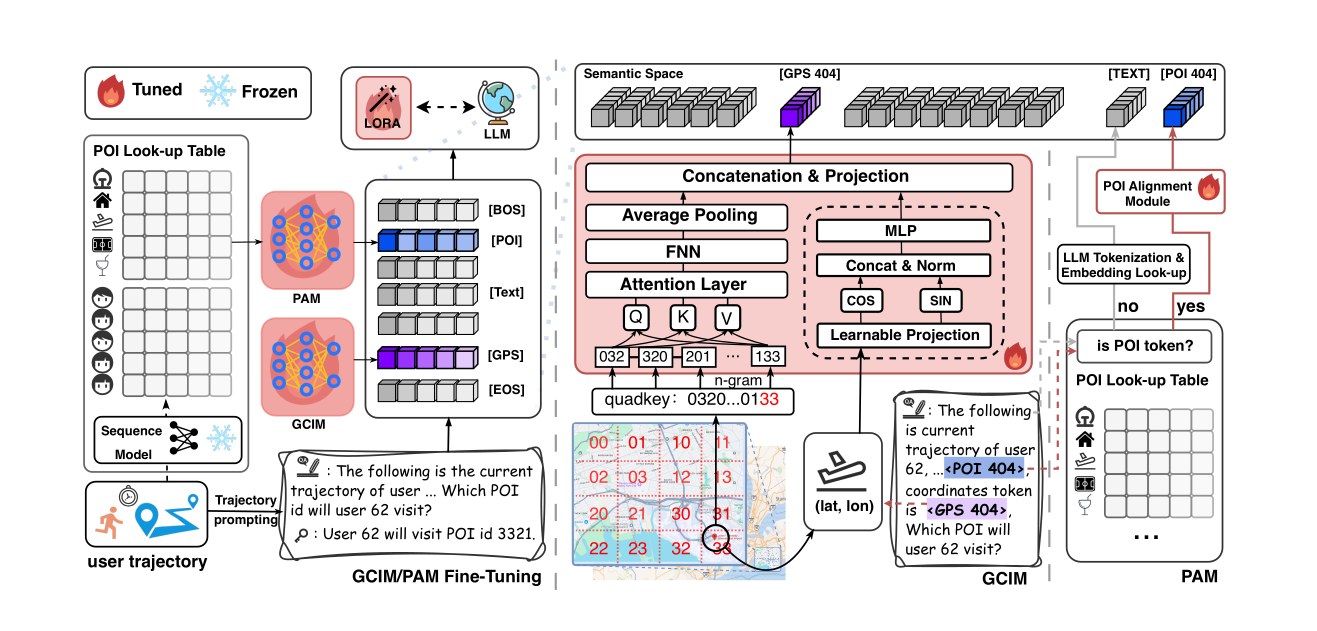 Tuned
Frozen
LORA
LLM
POI Look-up Table
Sequence
Model
PAM
GCIM
[BOS]
[POI]
[Text]
[GPS]
[EOS]
user trajectory
Trajectory
prompting
: The following is the current
trajectory of user ... Which POI
id will user 62 visit?
: User 62 will visit POI id 3321.
GCIM/PAM Fine-Tuning
Semantic Space
[GPS 404]
[TEXT]
[POI 404]
Concatenation & Projection
Average Pooling
FNN
Attention Layer
Q
K
V
032
320
201
...
133
n-gram
quadkey: 0320...0133
MLP
Concat & Norm
COS
SIN
Learnable Projection
00 01 10 11
02 03 12 13
20 21 30 31
22 23 32 33
(lat, lon)
: The following
is current
trajectory of user
62, ...<POI 404>,
coordinates token
is <GPS 404>,
Which POI will
user 62 visit?
GCIM
POI Alignment
Module
LLM Tokenization &
Embedding Look-up
no
yes
is POI token?
POI Look-up Table
...
PAM